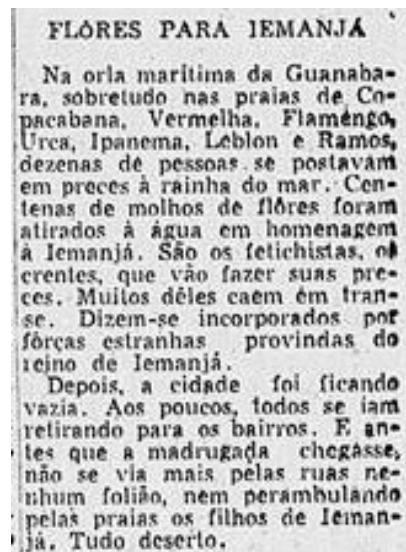 FLÔRES PARA IEMANJÁ
Na orla marítima da Guanaba-
ra, sobretudo nas praias de Co-
pacabana, Vermelha, Flamengo,
Urca, Ipanema, Leblon e Ramos,
dezenas de pessoas se postavam
em preces à rainha do mar. Cen-
tenas de molhos de flôres foram
atirados à água em homenagem
à Iemanjá. São os fetichistas, os
crentes, que vão fazer suas pre-
ces. Muitos dêles caem em tran-
se. Dizem-se incorporados por
fôrças estranhas provindas do
reino de Iemanjá.
Depois, a cidade foi ficando
vazia. Aos poucos, todos se iam
retirando para os bairros. E an-
tes que a madrugada chegasse,
não se via mais pelas ruas ne-
nhum folião, nem perambulando
pelas praias os filhos de Ieman-
já. Tudo deserto.